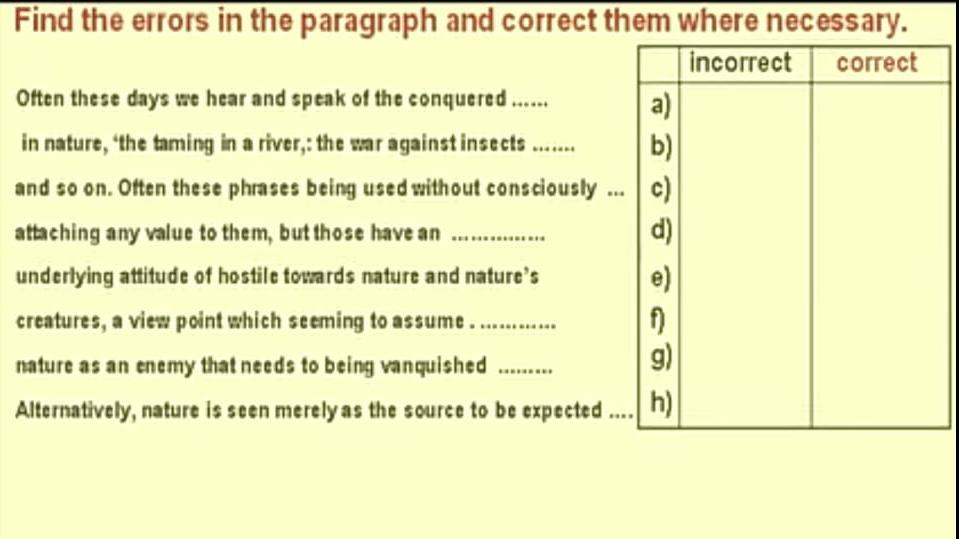 Find the errors in the paragraph and correct them where necessary.
incorrect correct
Often these days we hear and speak of the conquered ...... a)
in nature, ‘the taming in a river,: the war against insects ....... b)
and so on. Often these phrases being used without consciously ... c)
attaching any value to them, but those have an ............... d)
underlying attitude of hostile towards nature and nature’s e)
creatures, a view point which seeming to assume . ............ f)
nature as an enemy that needs to being vanquished ......... g)
Alternatively, nature is seen merely as the source to be expected .... h)